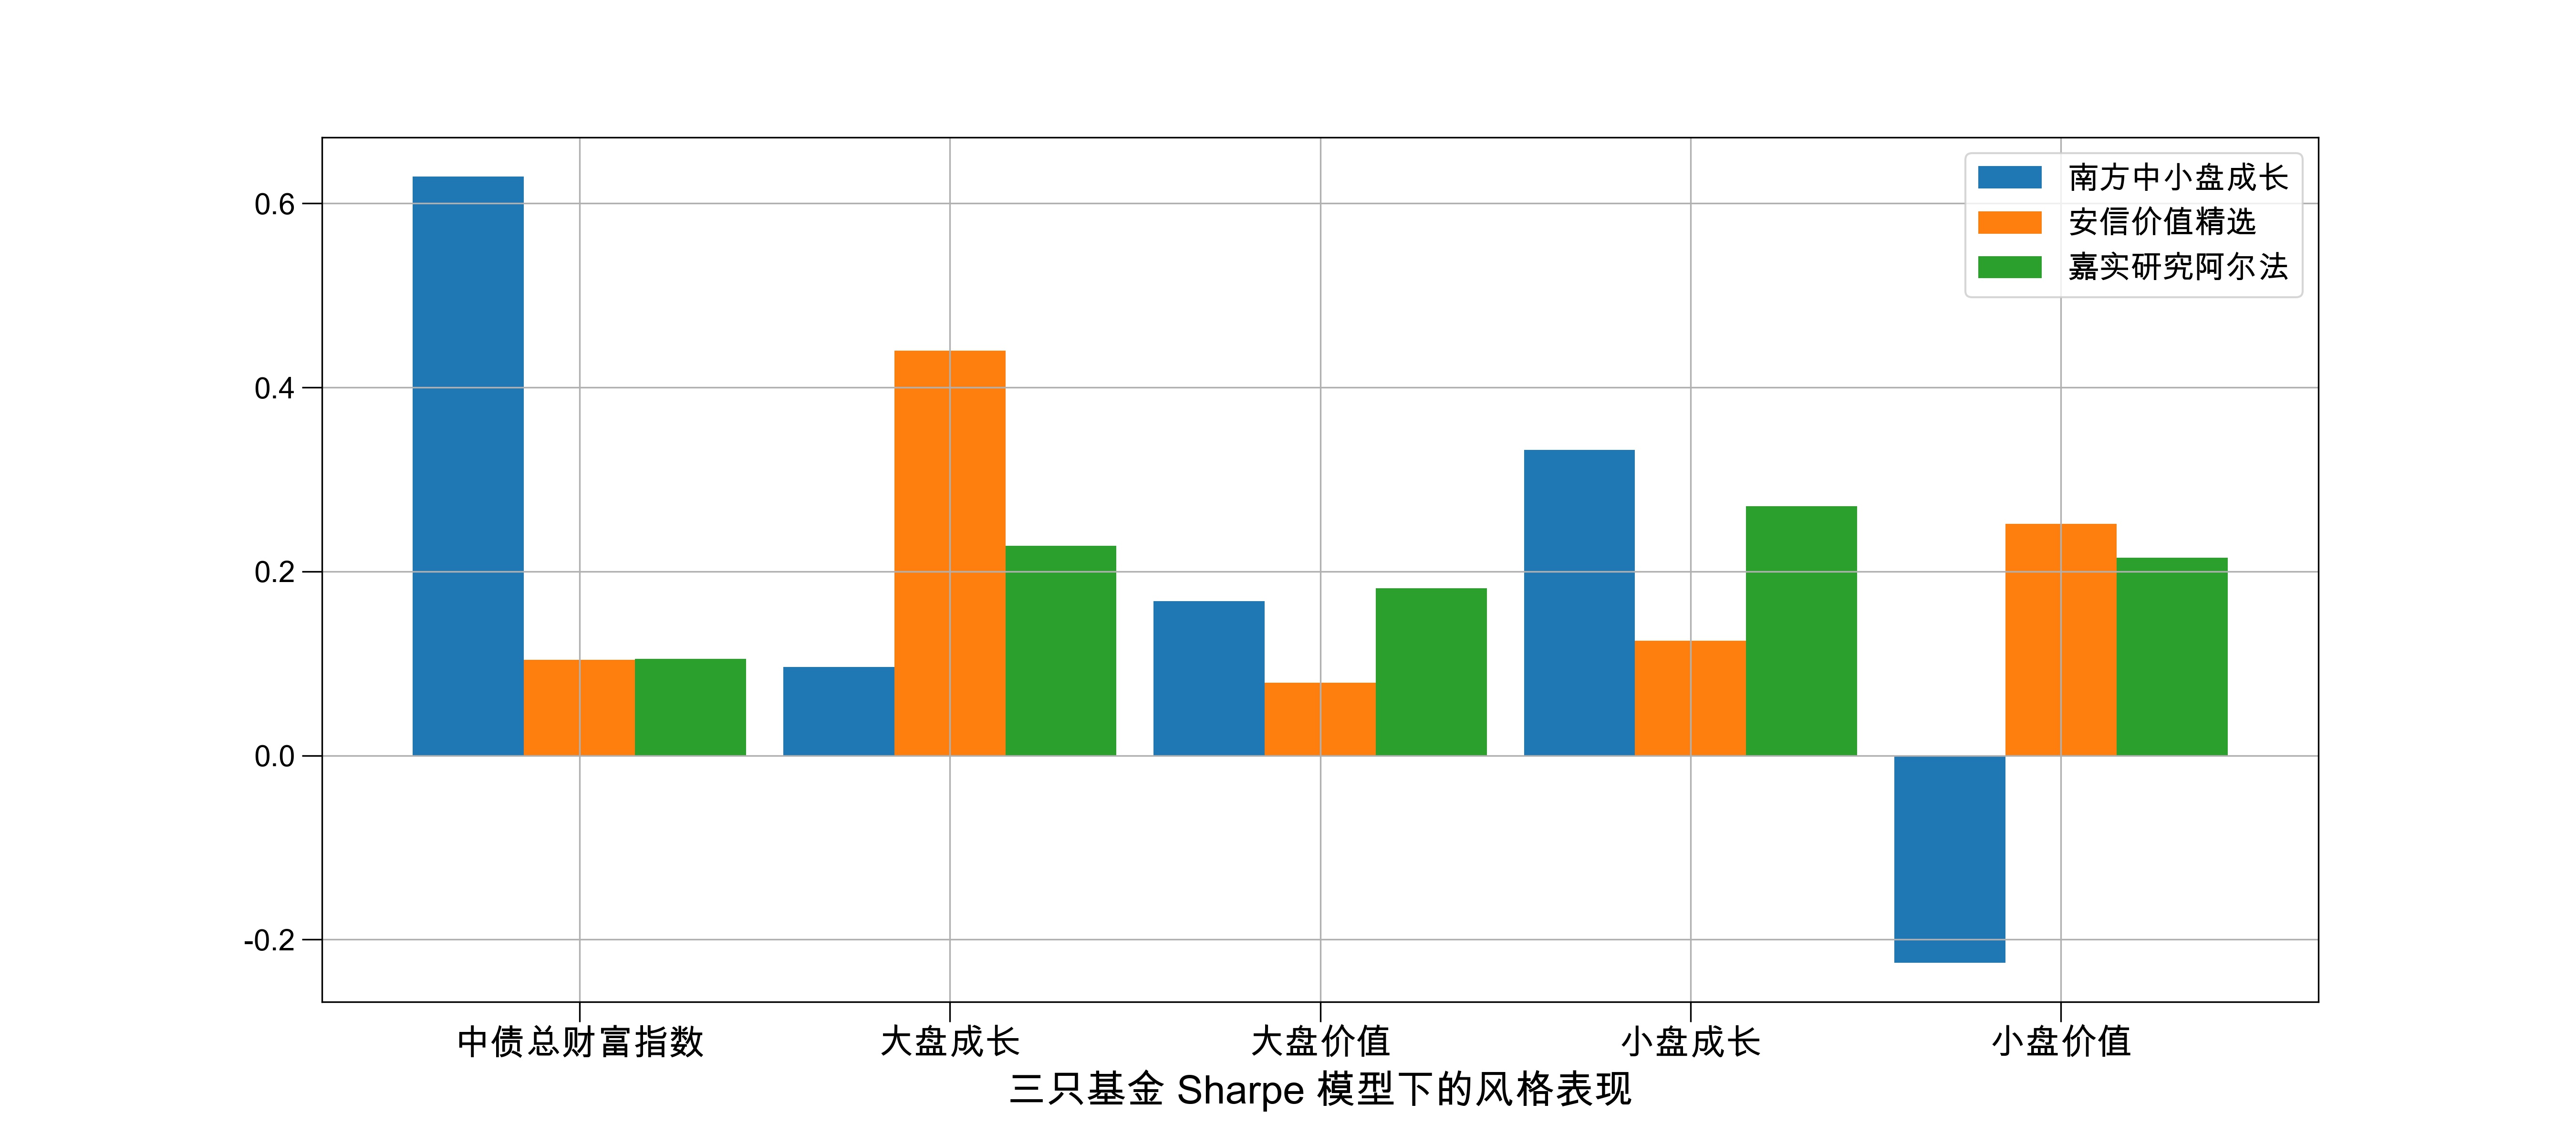 南方中小盘成长
安信价值精选
嘉实研究阿尔法
0.6
0.4
0.2
0.0
-0.2
中债总财富指数 大盘成长 大盘价值 小盘成长 小盘价值
三只基金 Sharpe 模型下的风格表现